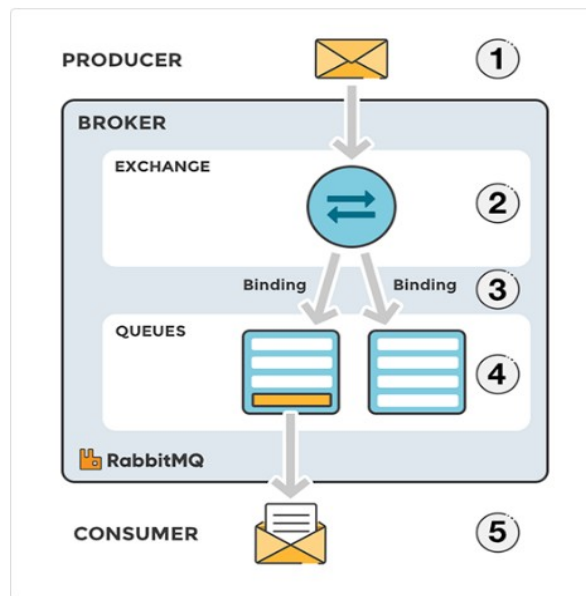 PRODUCER 1
BROKER
EXCHANGE
2
Binding Binding 3
QUEUES
4
RabbitMQ
CONSUMER 5